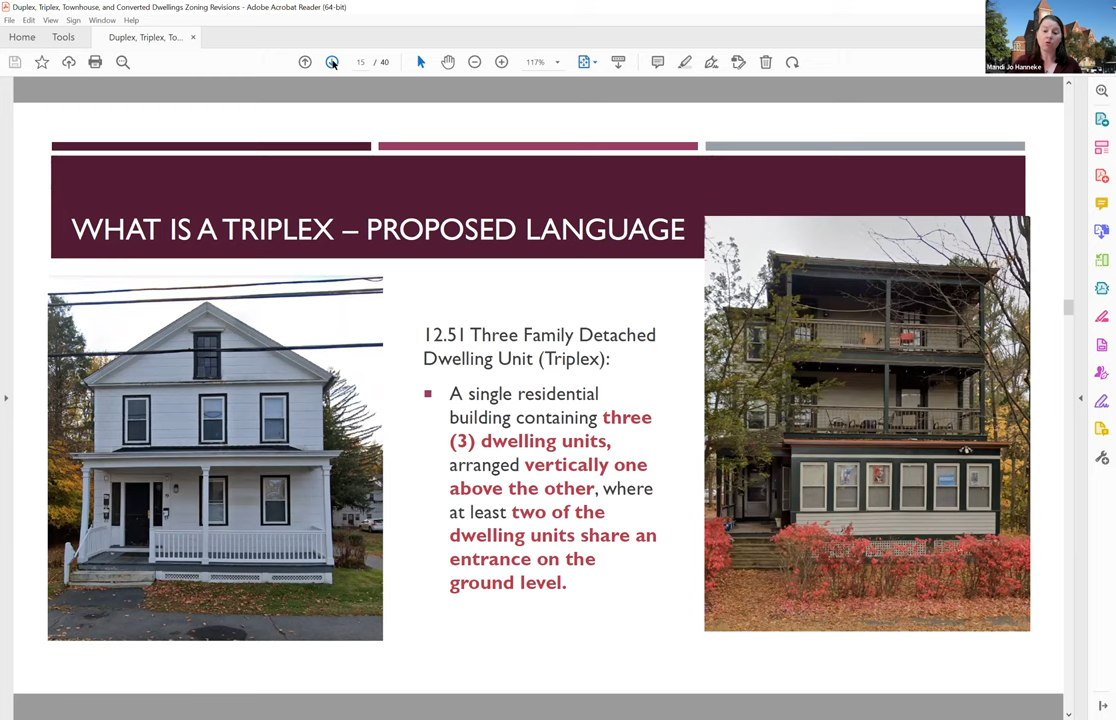 Duplex, Triplex, Townhouse, and Converted Dwellings Zoning Revisions - Adobe Acrobat Reader (64-bit)
File Edit View Sign Window Help
Home Tools Duplex, Triplex, To... ×
15 / 40 117%
Mandi Jo Hanneke
WHAT IS A TRIPLEX – PROPOSED LANGUAGE
12.51 Three Family Detached
Dwelling Unit (Triplex):
A single residential
building containing three
(3) dwelling units,
arranged vertically one
above the other, where
at least two of the
dwelling units share an
entrance on the
ground level.